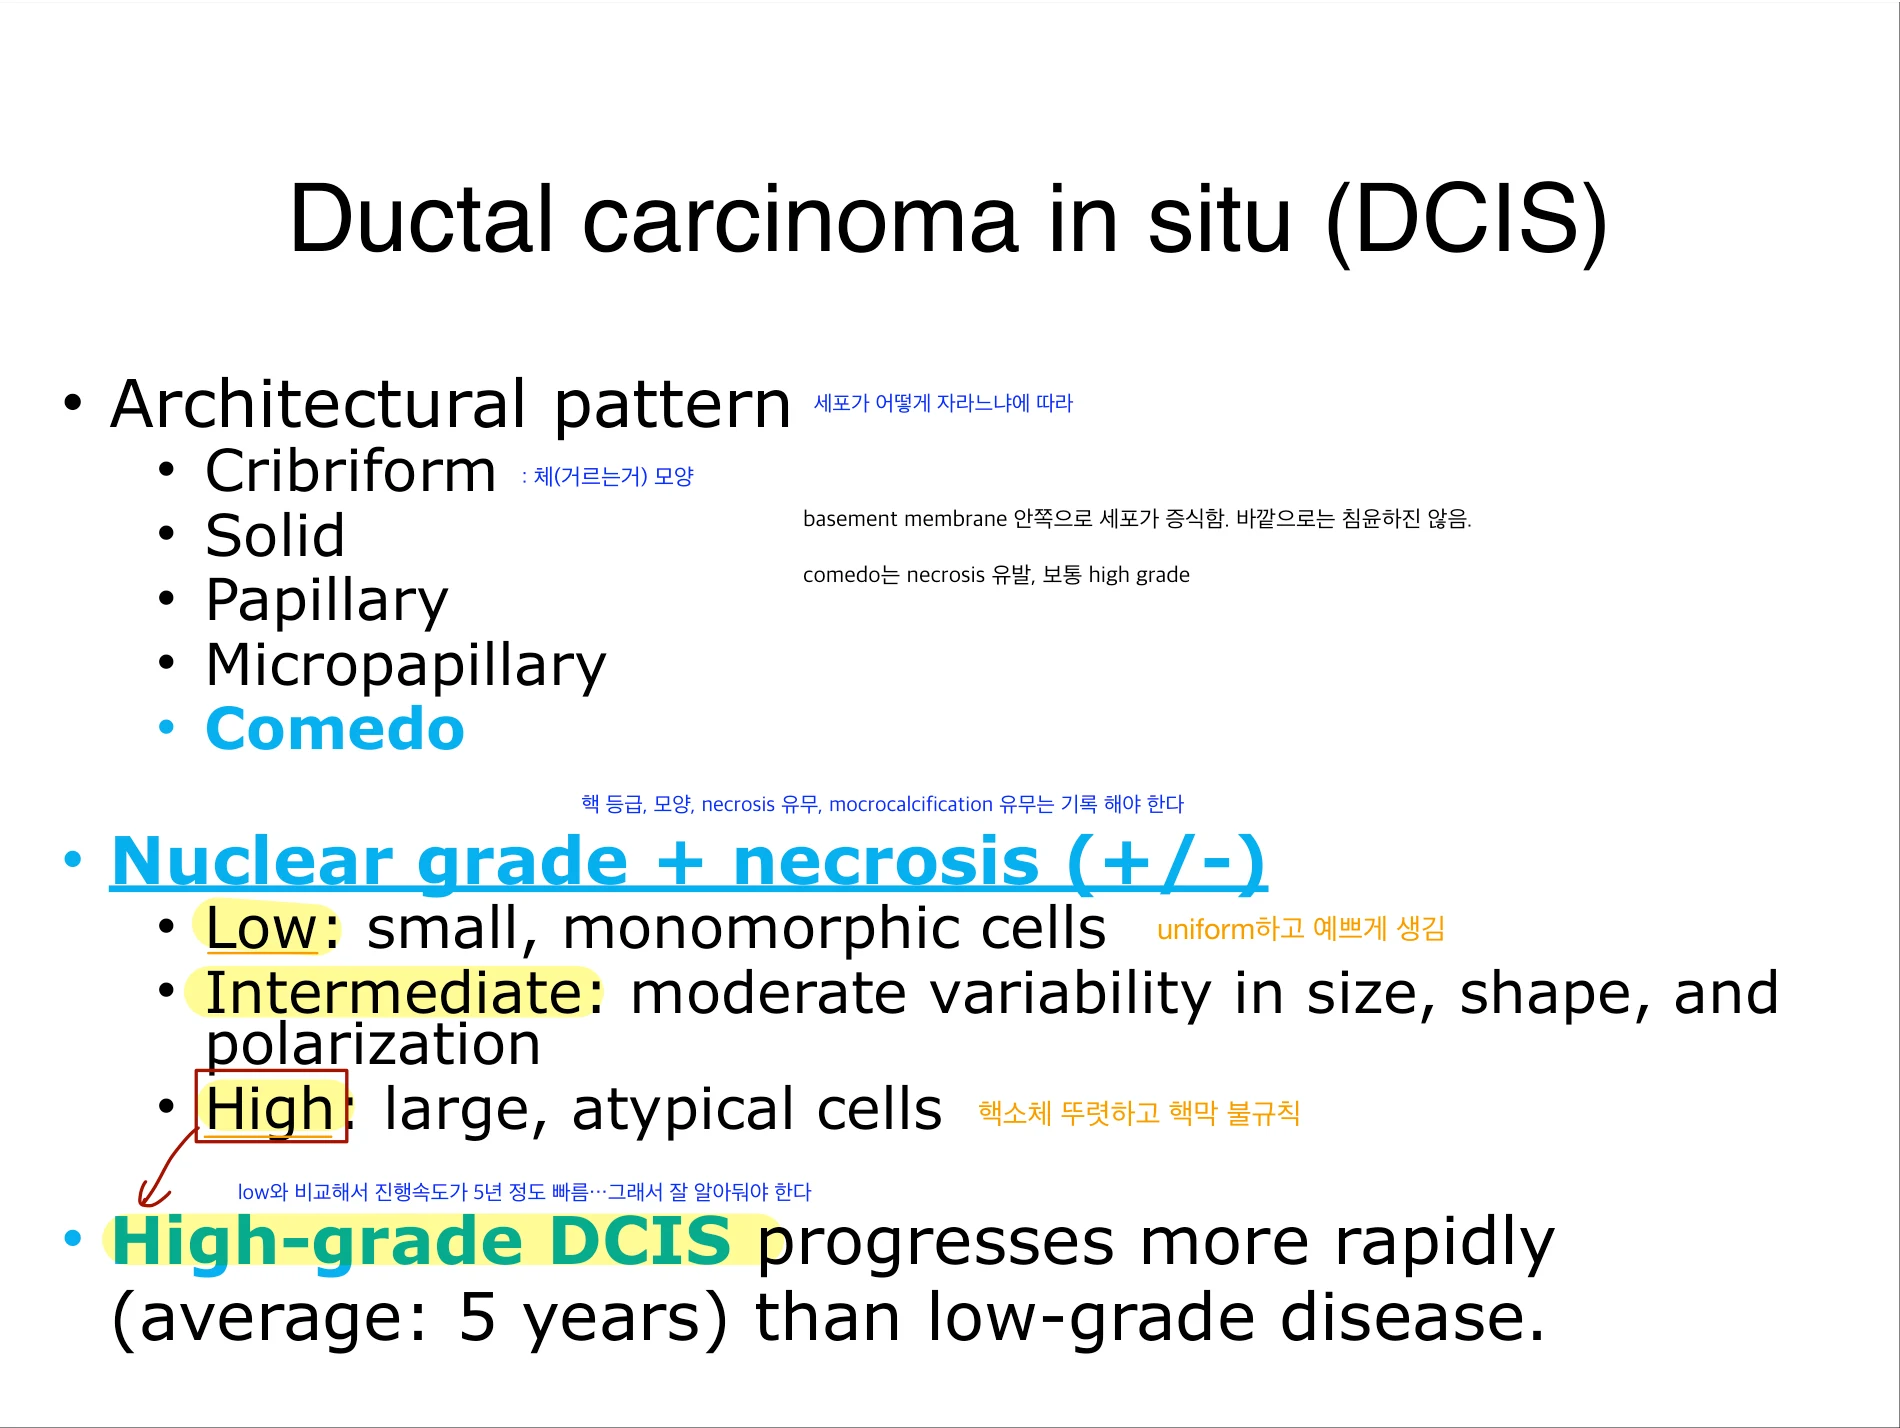 Ductal carcinoma in situ (DCIS)
• Architectural pattern 세포가 어떻게 자라느냐에 따라
• Cribriform : 체(거르는거) 모양
basement membrane 안쪽으로 세포가 증식함. 바깥으로는 침윤하진 않음.
• Solid
comedo는 necrosis 유발, 보통 high grade
• Papillary
• Micropapillary
• Comedo
핵 등급, 모양, necrosis 유무, mocrocalcification 유무는 기록 해야 한다
• Nuclear grade + necrosis (+/-)
• Low: small, monomorphic cells uniform하고 예쁘게 생김
• Intermediate: moderate variability in size, shape, and
polarization
• High: large, atypical cells 핵소체 뚜렷하고 핵막 불규칙
low와 비교해서 진행속도가 5년 정도 빠름…그래서 잘 알아둬야 한다
• High-grade DCIS progresses more rapidly
(average: 5 years) than low-grade disease.